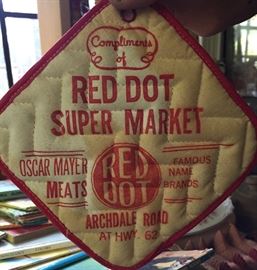 Compliments
of
RED DOT
SUPER MARKET
OSCAR MAYER
MEATS
RED
DOT
FAMOUS
NAME
BRANDS
ARCHDALE ROAD
AT HWY. 62